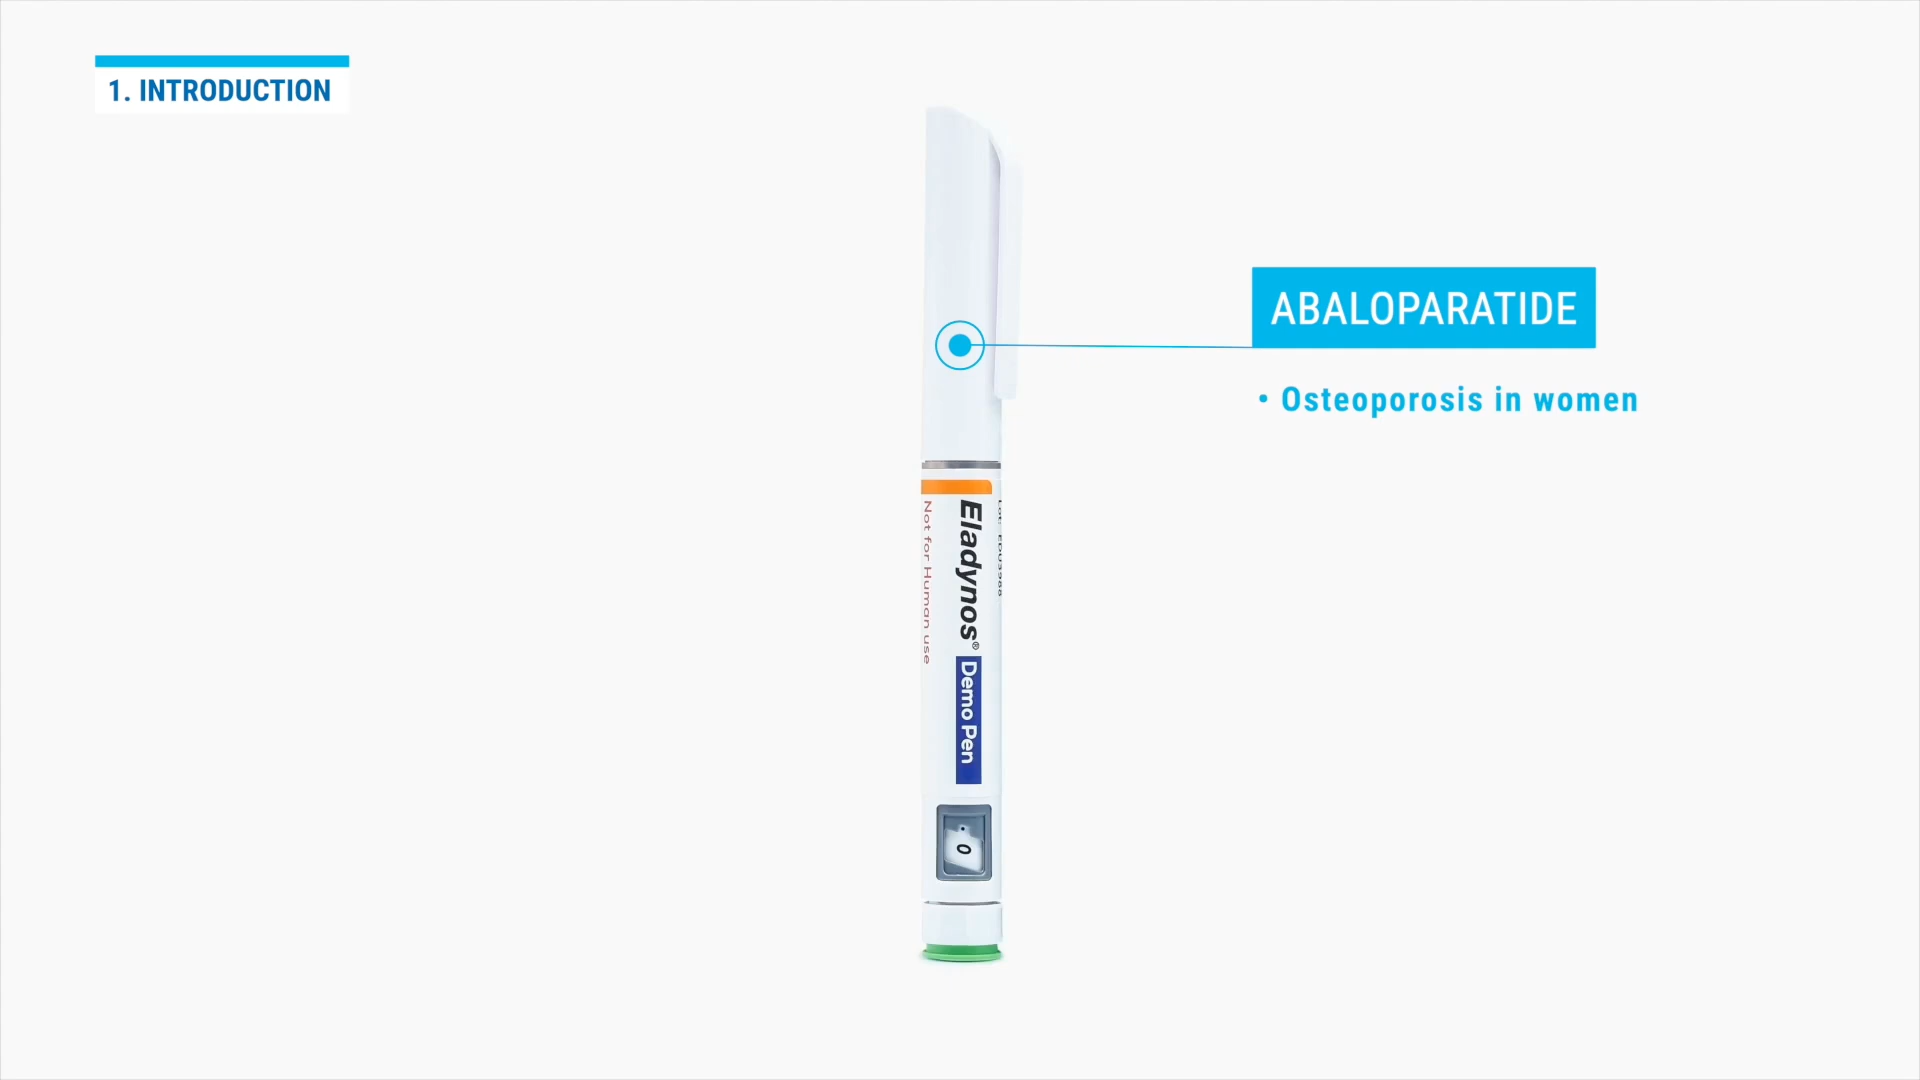 1. INTRODUCTION
ABALOPARATIDE
• Osteoporosis in women
Eladynos® Demo Pen
Not for Human use
0